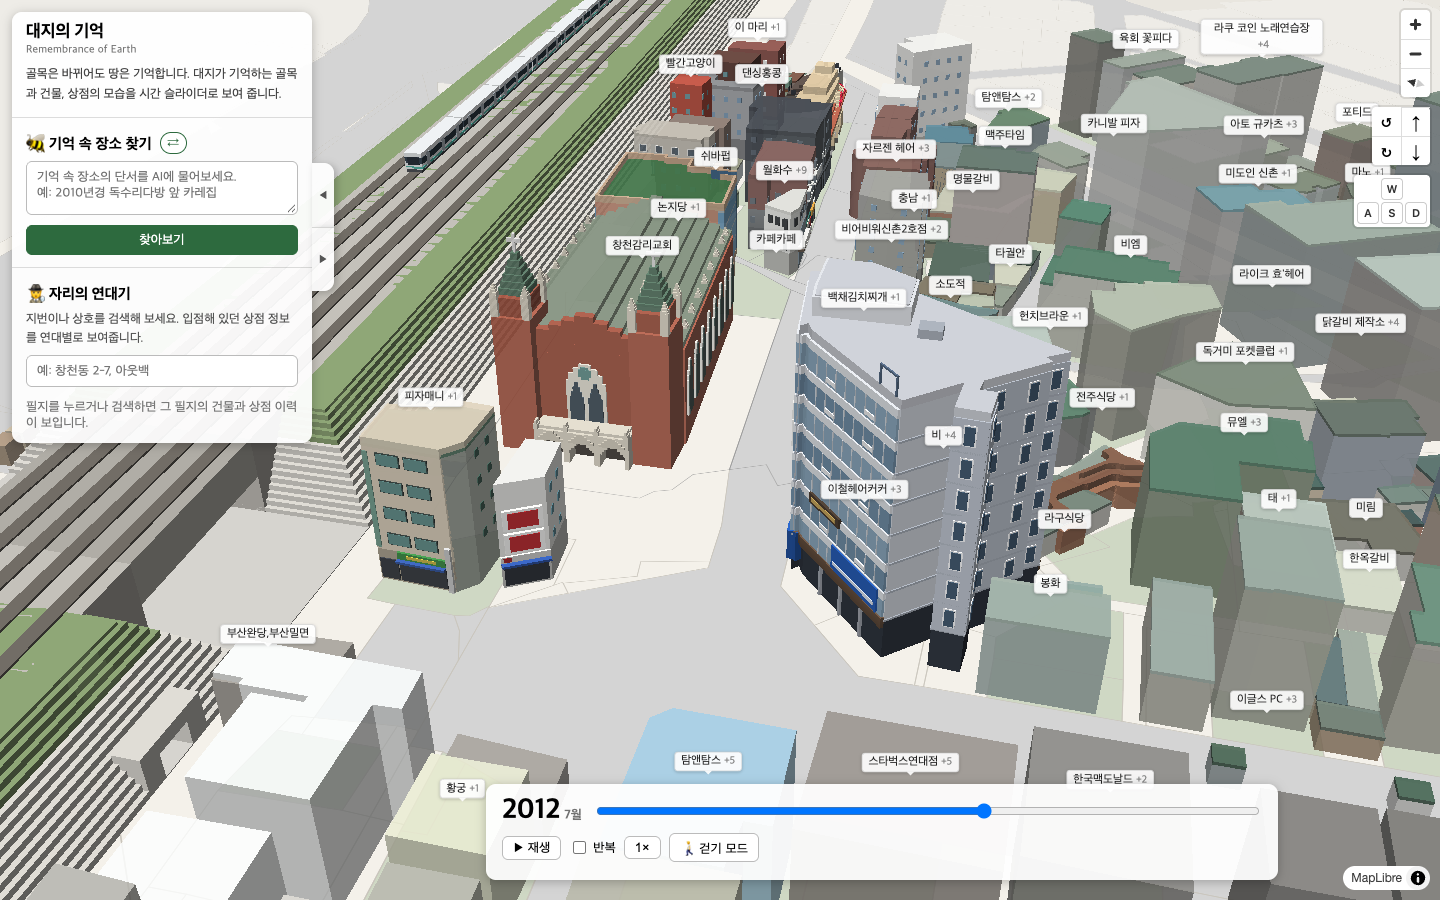 대지의 기억
Remembrance of Earth
골목은 바뀌어도 땅은 기억합니다. 대지가 기억하는 골목
과 건물, 상점의 모습을 시간 슬라이더로 보여 줍니다.
기억 속 장소 찾기
기억 속 장소의 단서를 AI에 물어보세요.
예: 2010년경 독수리다방 앞 카레집
찾아보기
자리의 연대기
지번이나 상호를 검색해 보세요. 입점해 있던 상점 정보
를 연대별로 보여줍니다.
예: 창천동 2-7, 아웃백
필지를 누르거나 검색하면 그 필지의 건물과 상점 이력
이 보입니다.
이 마리 +1
빨간고양이
댄싱홍콩
육회 꽃피다
라쿠 코인 노래연습장
+4
탐앤탐스 +2
맥주타임
카니발 피자
아토 규카츠 +3
포티드
자르젠 헤어 +3
쉬바펍
월화수 +9
명물갈비
미도인 신촌 +1
마노 +1
충남 +1
논지당 +1
비어비워신촌2호점 +2
창천감리교회
카페카페
타궐안
비엠
소도적
라이크 효'헤어
백채김치찌개 +1
헌치브라운 +1
닭갈비 제작소 +4
독거미 포켓클럽 +1
피자매니 +1
전주식당 +1
뮤엘 +3
비 +4
이철헤어커커 +3
태 +1
미림
라구식당
한옥갈비
봉화
부산완당,부산밀면
이글스 PC +3
탐앤탐스 +5
스타벅스연대점 +5
한국맥도날드 +2
황궁 +1
W
A S D
2012 7월
재생
반복
1×
걷기 모드
MapLibre